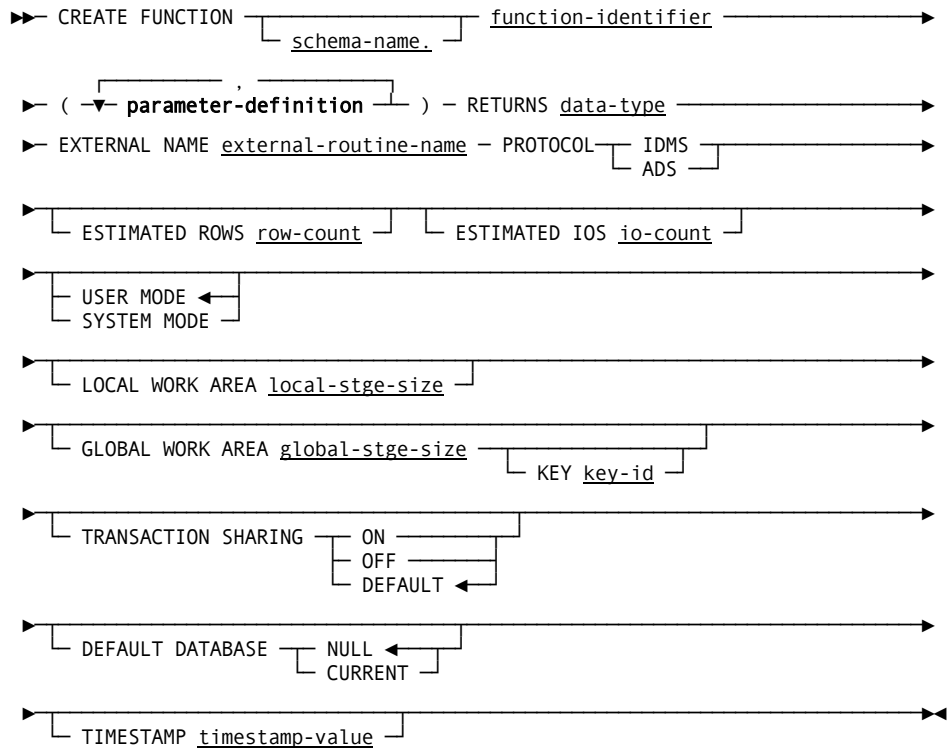 CREATE FUNCTION schema-name. function-identifier
( parameter-definition , ) RETURNS data-type
EXTERNAL NAME external-routine-name PROTOCOL IDMS
ADS
ESTIMATED ROWS row-count ESTIMATED IOS io-count
USER MODE
SYSTEM MODE
LOCAL WORK AREA local-stge-size
GLOBAL WORK AREA global-stge-size
KEY key-id
TRANSACTION SHARING ON
OFF
DEFAULT
DEFAULT DATABASE NULL
CURRENT
TIMESTAMP timestamp-value